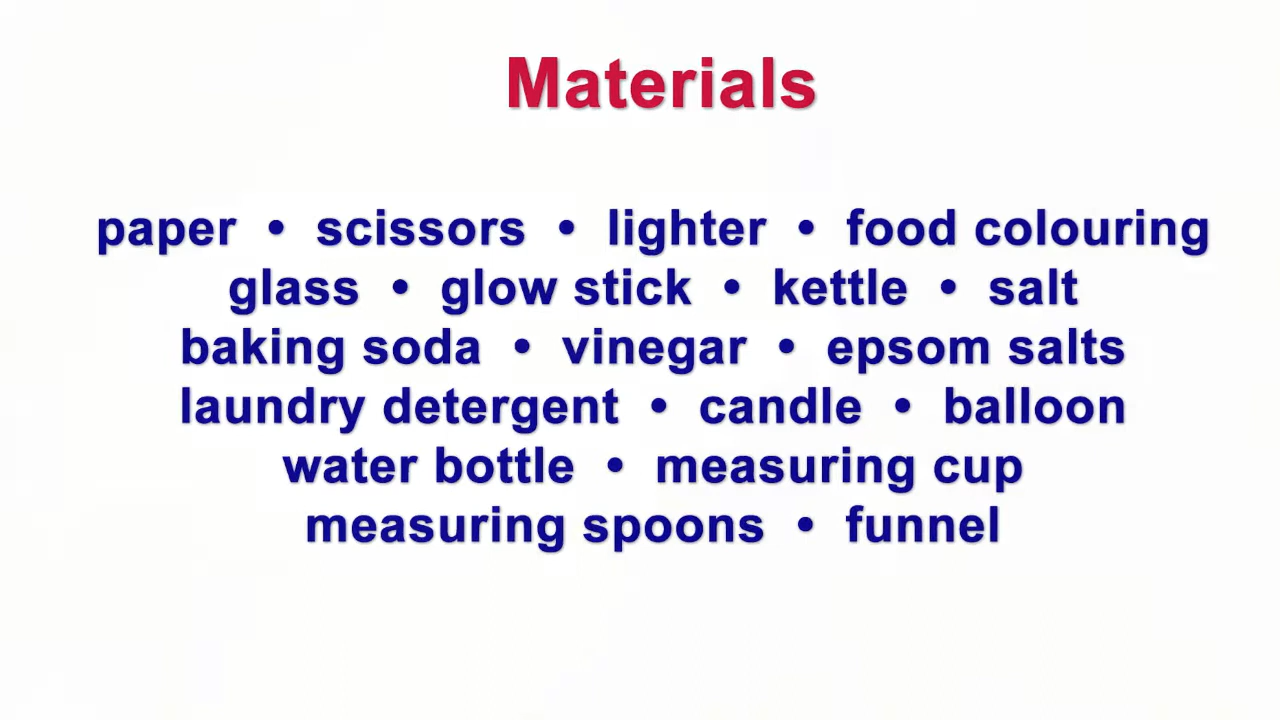 Materials
paper • scissors • lighter • food colouring
glass • glow stick • kettle • salt
baking soda • vinegar • epsom salts
laundry detergent • candle • balloon
water bottle • measuring cup
measuring spoons • funnel